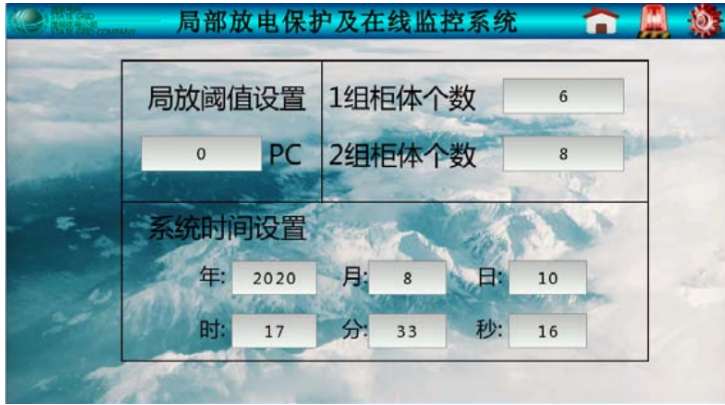 局部放电保护及在线监控系统
局放阈值设置
0 PC
1组柜体个数 6
2组柜体个数 8
系统时间设置
年: 2020 月: 8 日: 10
时: 17 分: 33 秒: 16